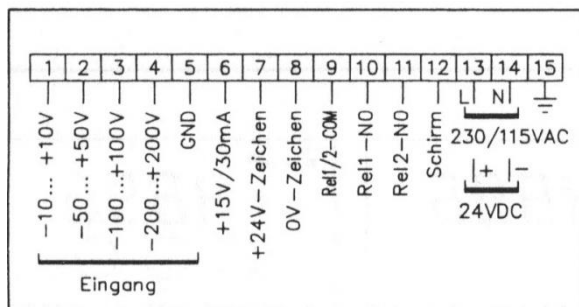 1 2 3 4 5 6 7 8 9 10 11 12 13 14 15
-10... +10V
-50... +50V
-100...+100V
-200...+200V
GND
+15V/30mA
+24V-Zeichen
0V-Zeichen
Rel1/2-COM
Rel1-NO
Rel2-NO
Schirm
L N
230/115VAC
+ -
24VDC
Eingang